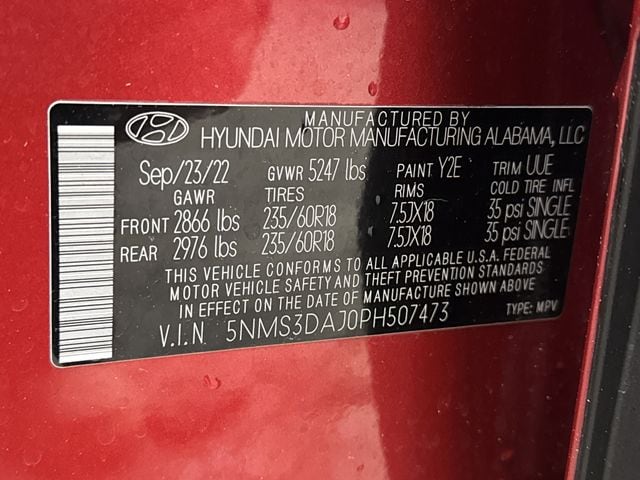 MANUFACTURED BY
HYUNDAI MOTOR MANUFACTURING ALABAMA, LLC
Sep/23/22 GVWR 5247 lbs PAINT Y2E TRIM UUE
GAWR TIRES RIMS COLD TIRE INFL
FRONT 2866 lbs 235/60R18 7.5JX18 35 psi SINGLE
REAR 2976 lbs 235/60R18 7.5JX18 35 psi SINGLE
THIS VEHICLE CONFORMS TO ALL APPLICABLE U.S.A. FEDERAL
MOTOR VEHICLE SAFETY AND THEFT PREVENTION STANDARDS
IN EFFECT ON THE DATE OF MANUFACTURE SHOWN ABOVE
V.I.N 5NMS3DAJ0PH507473 TYPE: MPV